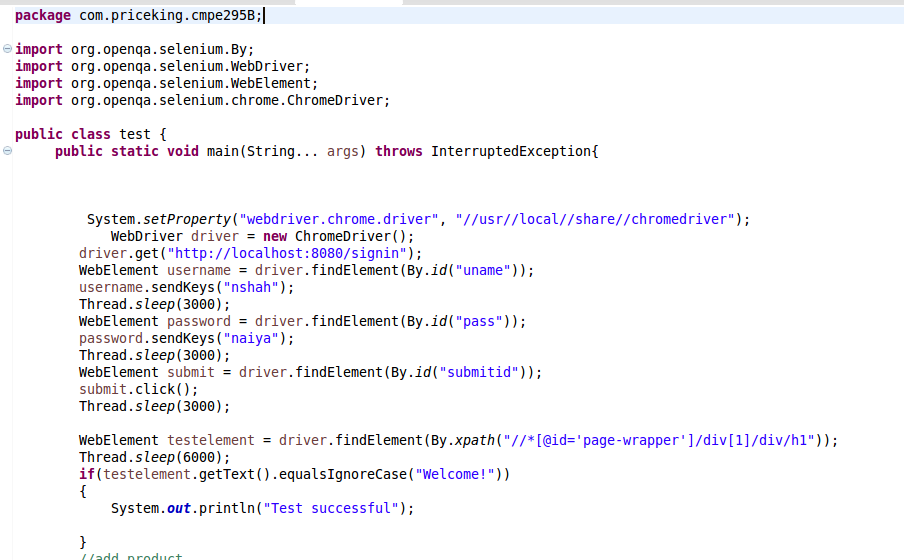 package com.priceking.cmpe295B;
import org.openqa.selenium.By;
import org.openqa.selenium.WebDriver;
import org.openqa.selenium.WebElement;
import org.openqa.selenium.chrome.ChromeDriver;
public class test {
public static void main(String... args) throws InterruptedException{
System.setProperty("webdriver.chrome.driver", "//usr//local//share//chromedriver");
WebDriver driver = new ChromeDriver();
driver.get("http://localhost:8080/signin");
WebElement username = driver.findElement(By.id("uname"));
username.sendKeys("nshah");
Thread.sleep(3000);
WebElement password = driver.findElement(By.id("pass"));
password.sendKeys("naiya");
Thread.sleep(3000);
WebElement submit = driver.findElement(By.id("submitid"));
submit.click();
Thread.sleep(3000);
WebElement testelement = driver.findElement(By.xpath("//*[@id='page-wrapper']/div[1]/div/h1"));
Thread.sleep(6000);
if(testelement.getText().equalsIgnoreCase("Welcome!"))
{
System.out.println("Test successful");
}
//add product